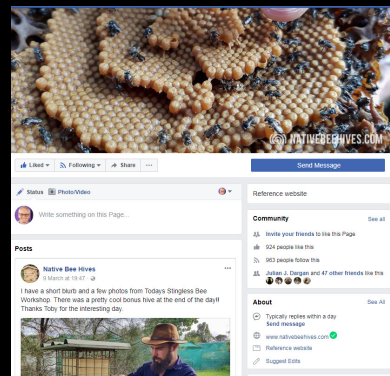 NATIVEBEEHIVES.COM
Liked
Following
Share
Send Message
Status
Photo/Video
Write something on this Page...
Reference website
Community
See all
Invite your friends to like this Page
924 people like this
963 people follow this
Julian J. Dargan and 47 other friends like this
Posts
Native Bee Hives
9 March at 19:47
I have a short blurb and a few photos from Todays Stingless Bee
Workshop. There was a pretty cool bonus hive at the end of the day!!
Thanks Toby for the interesting day.
About
See All
Typically replies within a day
Send message
www.nativebeehives.com
Reference website
Suggest Edits